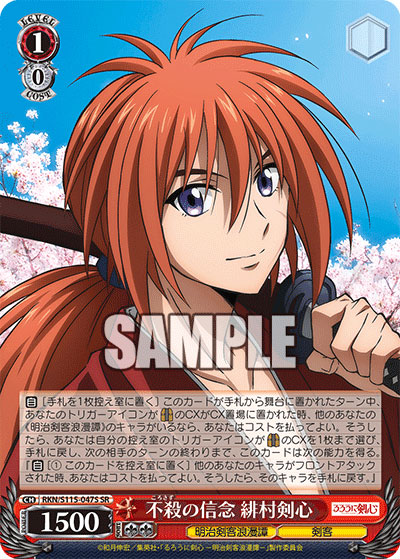 LEVEL
1
0
COST
SAMPLE
自 [手札を1枚控え室に置く] このカードが手札から舞台に置かれたターン中、
あなたのトリガーアイコンが のCXがCX置場に置かれた時、他のあなたの
《明治剣客浪漫譚》のキャラがいるなら、あなたはコストを払ってよい。そうし
たら、あなたは自分の控え室のトリガーアイコンが のCXを1枚まで選び、
手札に戻し、次の相手のターンの終わりまで、このカードは次の能力を得る。
『自 [① このカードを控え室に置く] 他のあなたのキャラがフロントアタック
された時、あなたはコストを払ってよい。そうしたら、そのキャラを手札に戻す。』
CH RKN/S115-047S SR
1500
ころさず
不殺の信念 緋村剣心
るろうに剣心
明治剣客浪漫譚 剣客
©和月伸宏/集英社・「るろうに剣心 -明治剣客浪漫譚-」製作委員会